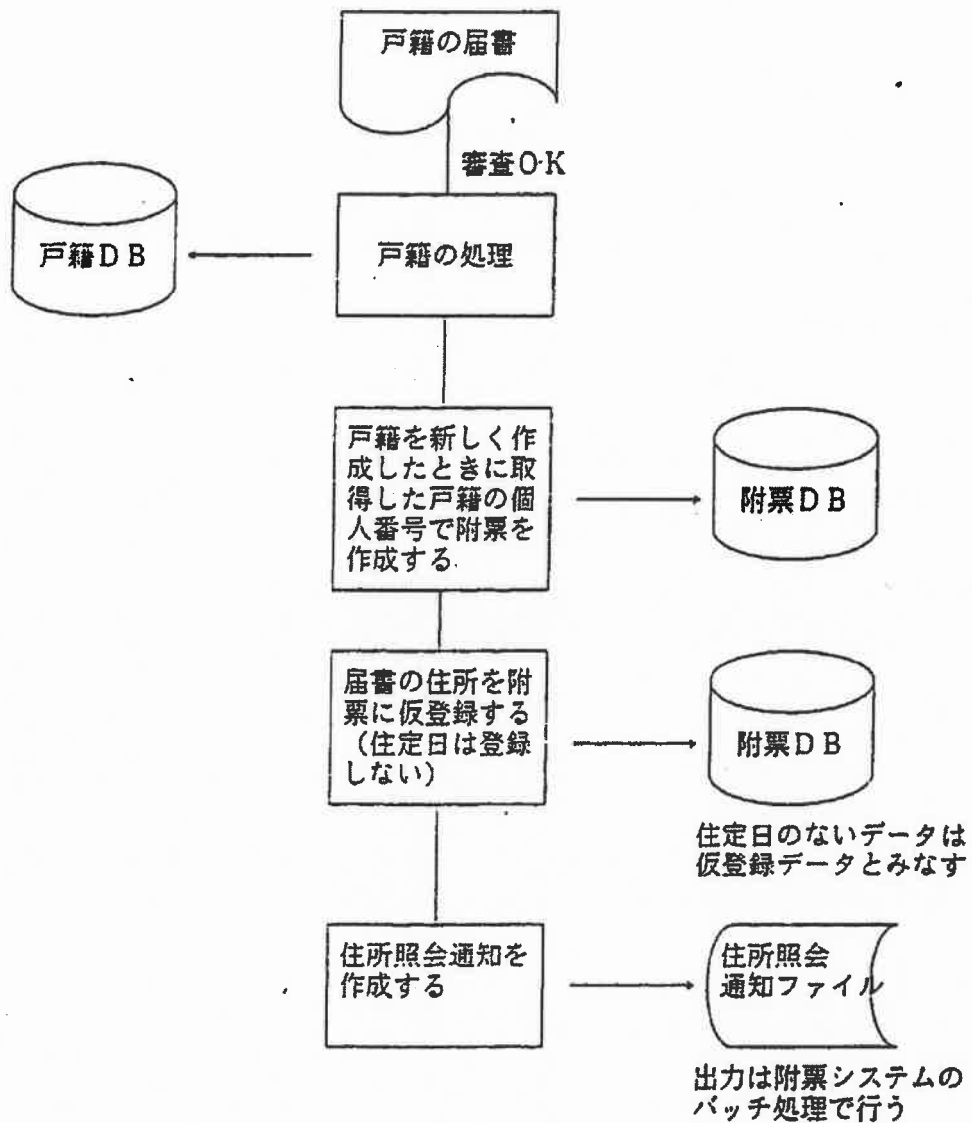 戸籍の届書
審査O·K
戸籍DB
戸籍の処理
戸籍を新しく作
成したときに取
得した戸籍の個
人番号で附票を
作成する
附票DB
届書の住所を附
票に仮登録する
(住定日は登録
しない)
附票DB
住定日のないデータは
仮登録データとみなす
住所照会通知を
作成する
住所照会
通知ファイル
出力は附票システムの
バッチ処理で行う